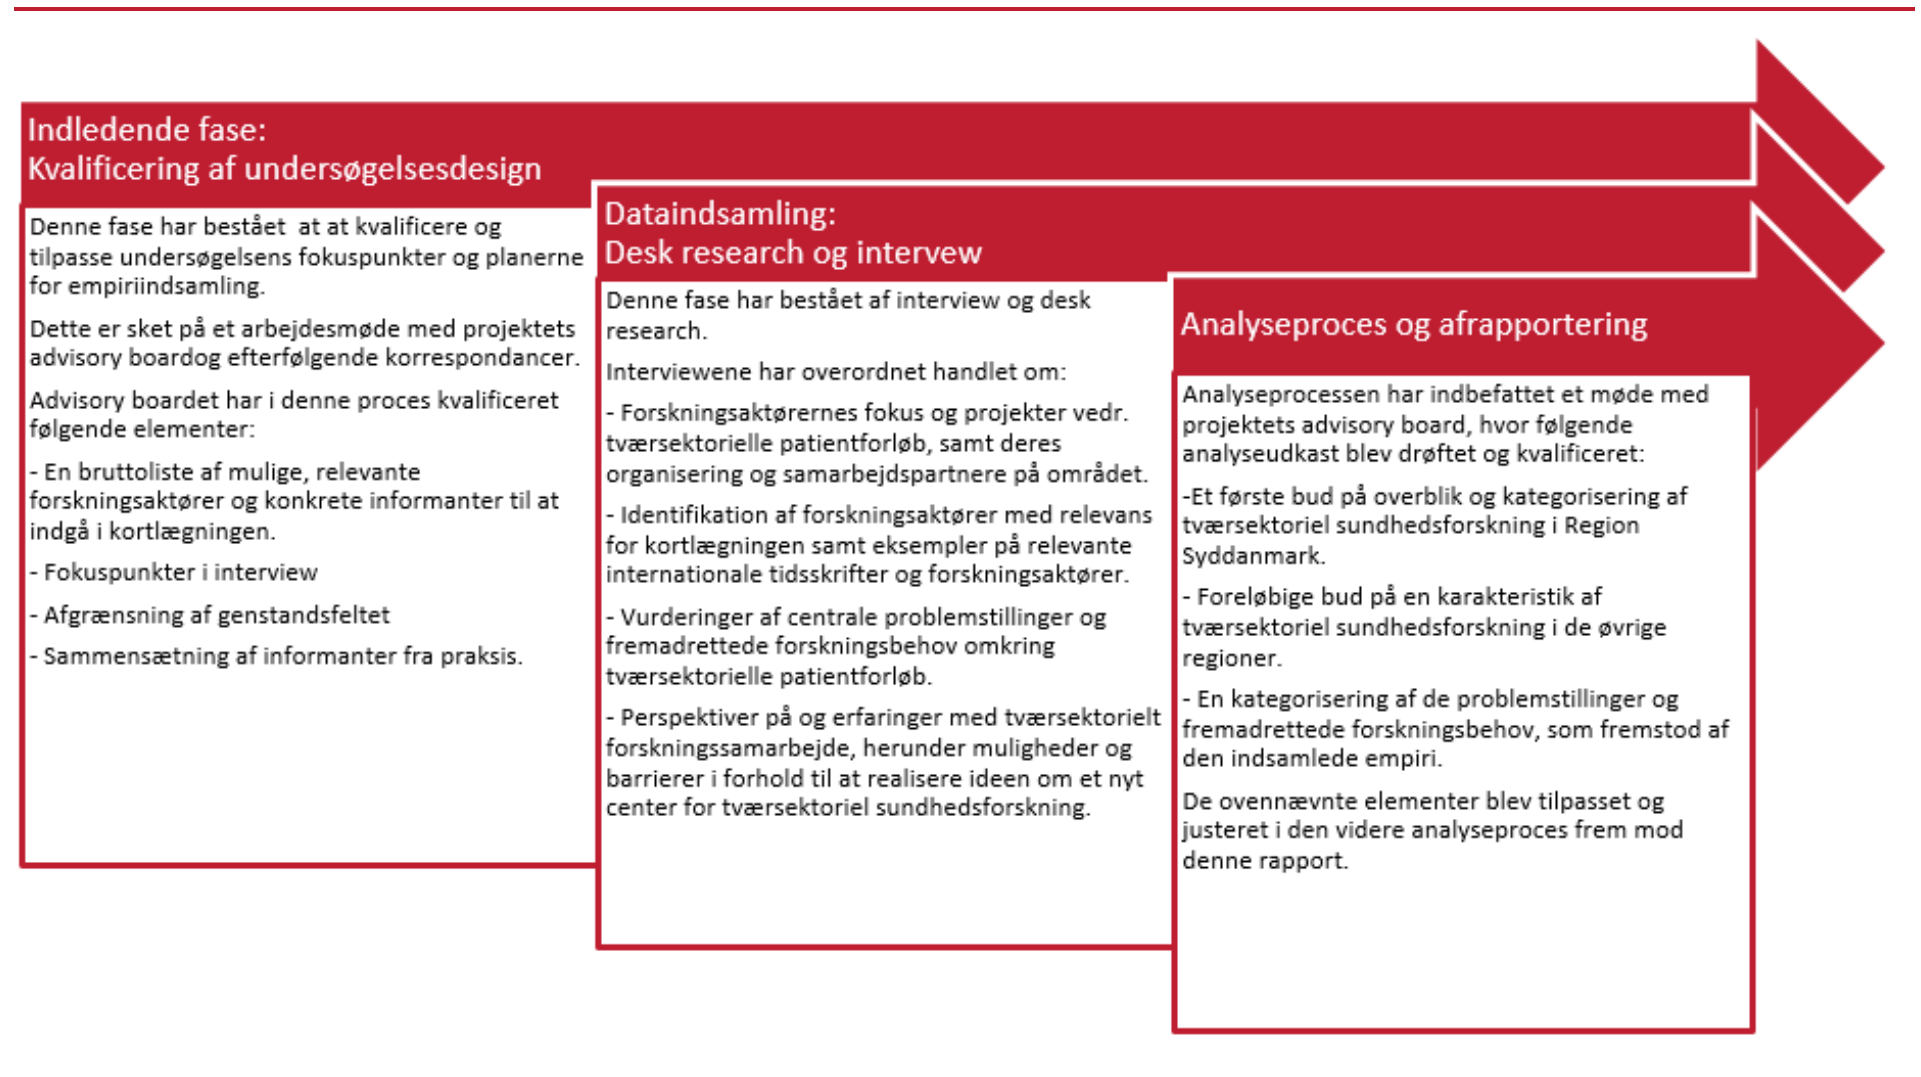 Indledende fase:
Kvalificering af undersøgelsesdesign
Denne fase har bestået  at at kvalificere og
tilpasse undersøgelsens fokuspunkter og planerne
for empiriindsamling.
Dette er sket på et arbejdesmøde med projektets
advisory boardog efterfølgende korrespondancer.
Advisory boardet har i denne proces kvalificeret
følgende elementer:
- En bruttoliste af mulige, relevante
forskningsaktører og konkrete informanter til at
indgå i kortlægningen.
- Fokuspunkter i interview
- Afgrænsning af genstandsfeltet
- Sammensætning af informanter fra praksis.
Dataindsamling:
Desk research og intervew
Denne fase har bestået af interview og desk
research.
Interviewene har overordnet handlet om:
- Forskningsaktørernes fokus og projekter vedr.
tværsektorielle patientforløb, samt deres
organisering og samarbejdspartnere på området.
- Identifikation af forskningsaktører med relevans
for kortlægningen samt eksempler på relevante
internationale tidsskrifter og forskningsaktører.
- Vurderinger af centrale problemstillinger og
fremadrettede forskningsbehov omkring
tværsektorielle patientforløb.
- Perspektiver på og erfaringer med tværsektorielt
forskningssamarbejde, herunder muligheder og
barrierer i forhold til at realisere ideen om et nyt
center for tværsektoriel sundhedsforskning.
Analyseproces og afrapportering
Analyseprocessen har indbefattet et møde med
projektets advisory board, hvor følgende
analyseudkast blev drøftet og kvalificeret:
-Et første bud på overblik og kategorisering af
tværsektoriel sundhedsforskning i Region
Syddanmark.
- Foreløbige bud på en karakteristik af
tværsektoriel sundhedsforskning i de øvrige
regioner.
- En kategorisering af de problemstillinger og
fremadrettede forskningsbehov, som fremstod af
den indsamlede empiri.
De ovennævnte elementer blev tilpasset og
justeret i den videre analyseproces frem mod
denne rapport.